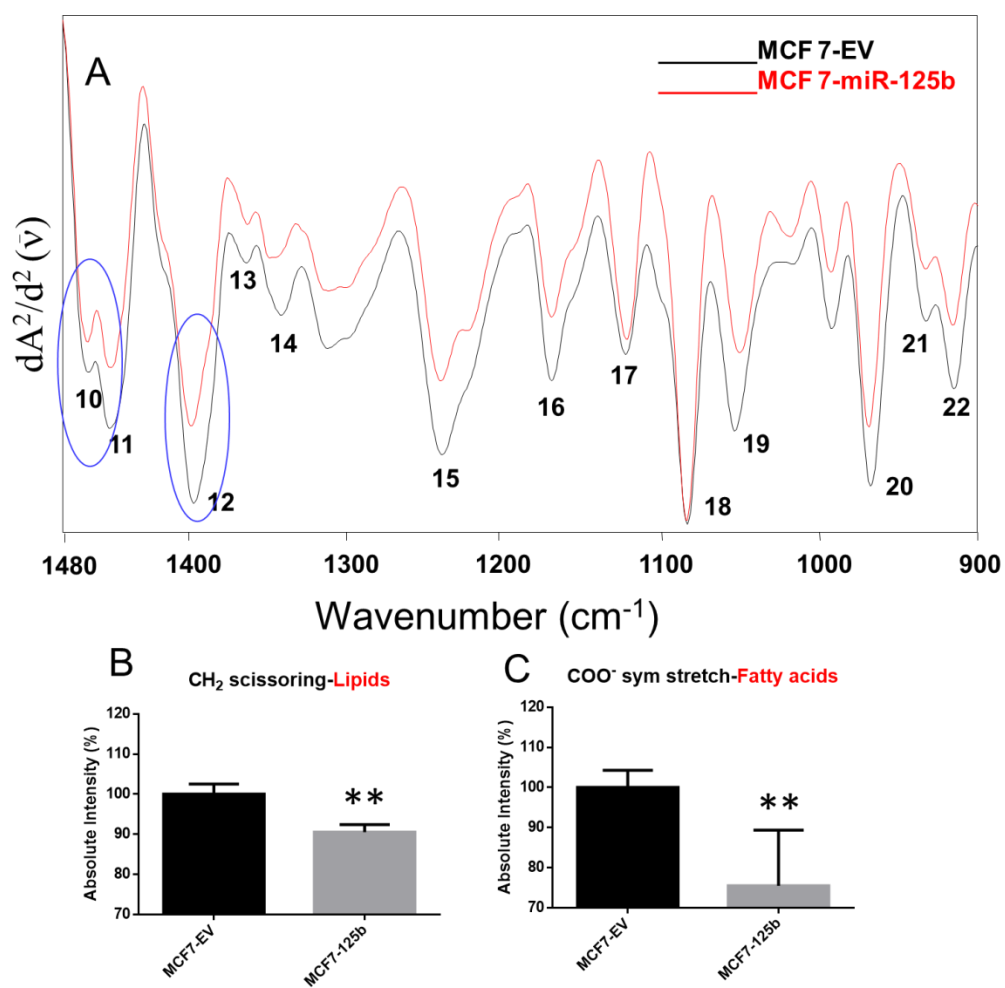 A
MCF 7-EV
MCF 7-miR-125b
dA²/d² (ν̄)
10
11
12
13
14
15
16
17
18
19
20
21
22
1480
1400
1300
1200
1100
1000
900
Wavenumber (cm⁻¹)
B
CH₂ scissoring-Lipids
Absolute Intensity (%)
120
110
100
90
80
70
**
MCF7-EV
MCF7-125b
C
COO⁻ sym stretch-Fatty acids
Absolute Intensity (%)
120
110
100
90
80
70
**
MCF7-EV
MCF7-125b